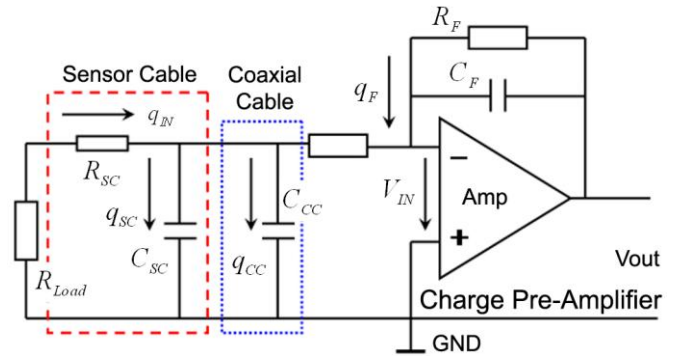 R_F
Sensor Cable
Coaxial
Cable
q_F
C_F
q_IN
R_SC
C_CC
V_IN
−
Amp
q_SC
C_SC
q_CC
+
R_Load
Vout
Charge Pre-Amplifier
GND